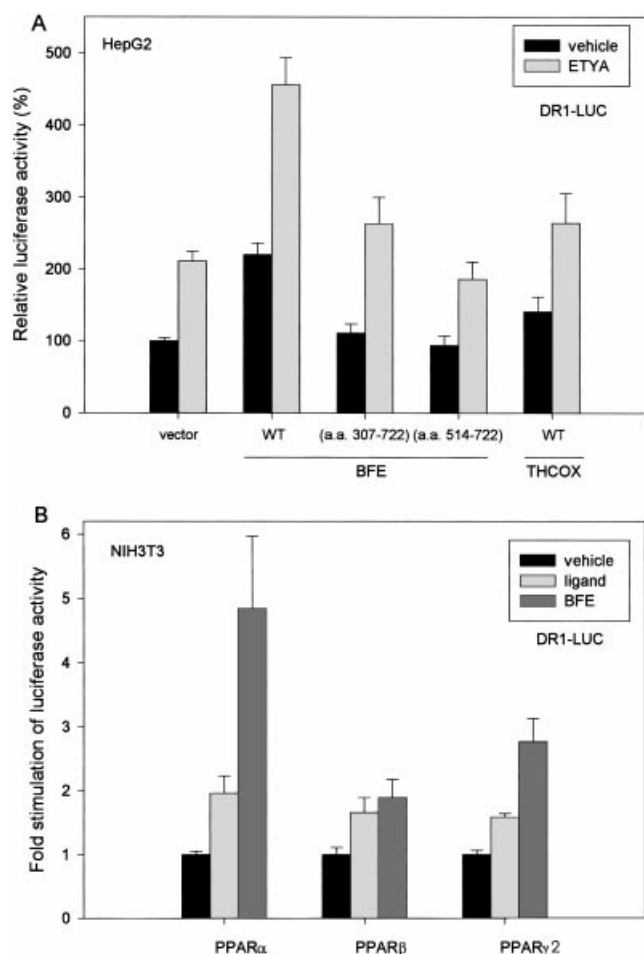 A
HepG2
vehicle
ETYA
DR1-LUC
Relative luciferase activity (%)
500
400
300
200
100
0
vector
WT
(a.a. 307-722)
(a.a. 514-722)
WT
BFE
THCOX
B
NIH3T3
vehicle
ligand
BFE
DR1-LUC
Fold stimulation of luciferase activity
6
5
4
3
2
1
0
PPARα
PPARβ
PPARγ2